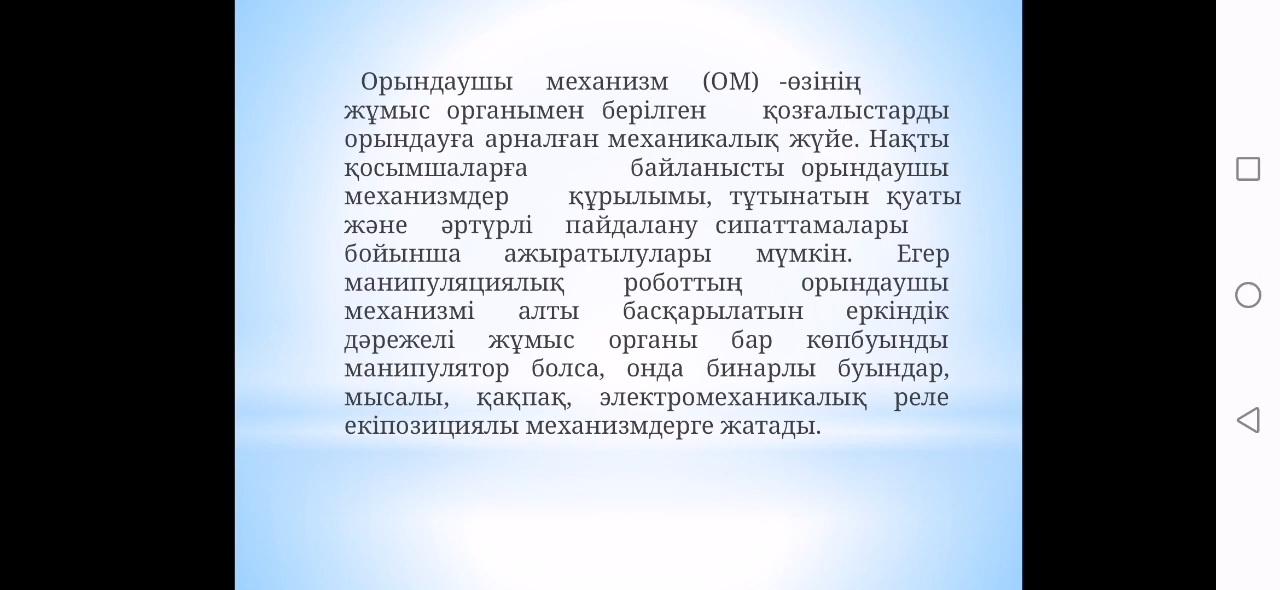 Орындаушы механизм (ОМ) -өзінің
жұмыс органымен берілген қозғалыстарды
орындауға арналған механикалық жүйе. Нақты
қосымшаларға байланысты орындаушы
механизмдер құрылымы, тұтынатын қуаты
және әртүрлі пайдалану сипаттамалары
бойынша ажыратылулары мүмкін. Егер
манипуляциялық роботтың орындаушы
механизмі алты басқарылатын еркіндік
дәрежелі жұмыс органы бар көпбуынды
манипулятор болса, онда бинарлы буындар,
мысалы, қақпақ, электромеханикалық реле
екіпозициялы механизмдерге жатады.